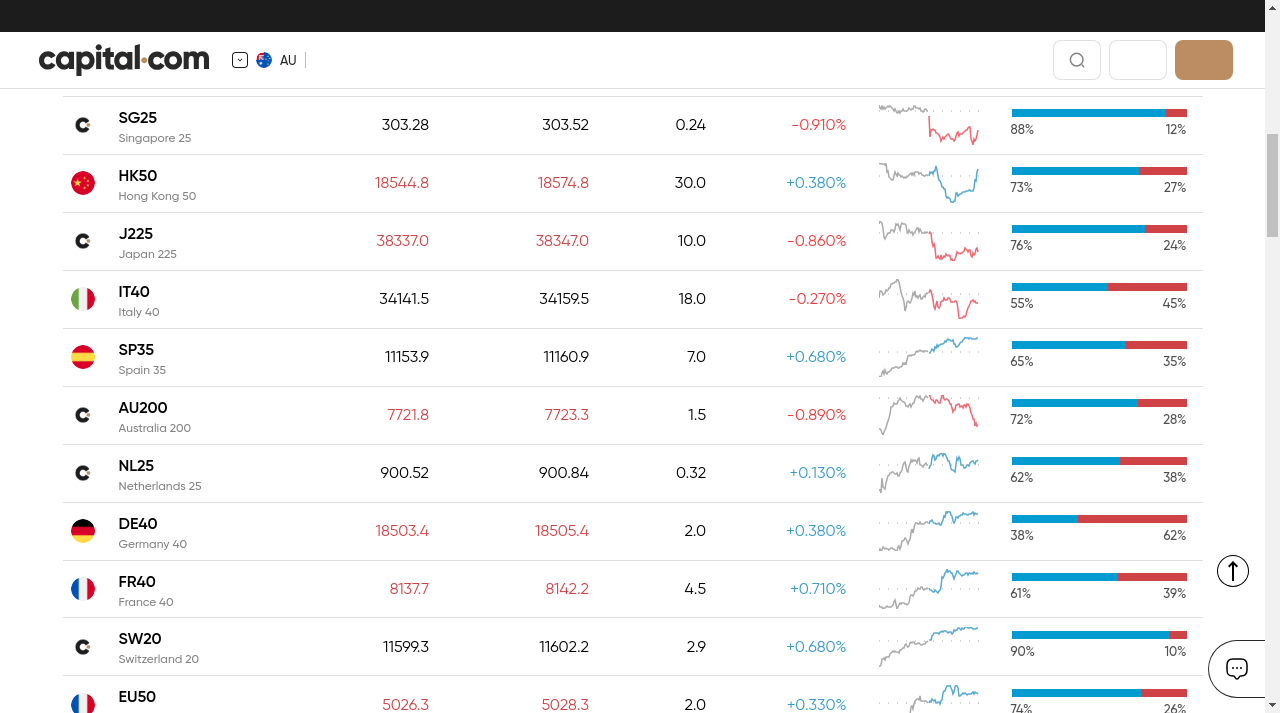 capital.com
AU
SG25 303.28 303.52 0.24 -0.910%
Singapore 25 88% 12%
HK50 18544.8 18574.8 30.0 +0.380%
Hong Kong 50 73% 27%
J225 38337.0 38347.0 10.0 -0.860%
Japan 225 76% 24%
IT40 34141.5 34159.5 18.0 -0.270%
Italy 40 55% 45%
SP35 11153.9 11160.9 7.0 +0.680%
Spain 35 65% 35%
AU200 7721.8 7723.3 1.5 -0.890%
Australia 200 72% 28%
NL25 900.52 900.84 0.32 +0.130%
Netherlands 25 62% 38%
DE40 18503.4 18505.4 2.0 +0.380%
Germany 40 38% 62%
FR40 8137.7 8142.2 4.5 +0.710%
France 40 61% 39%
SW20 11599.3 11602.2 2.9 +0.680%
Switzerland 20 90% 10%
EU50 5026.3 5028.3 2.0 +0.330%
74% 26%